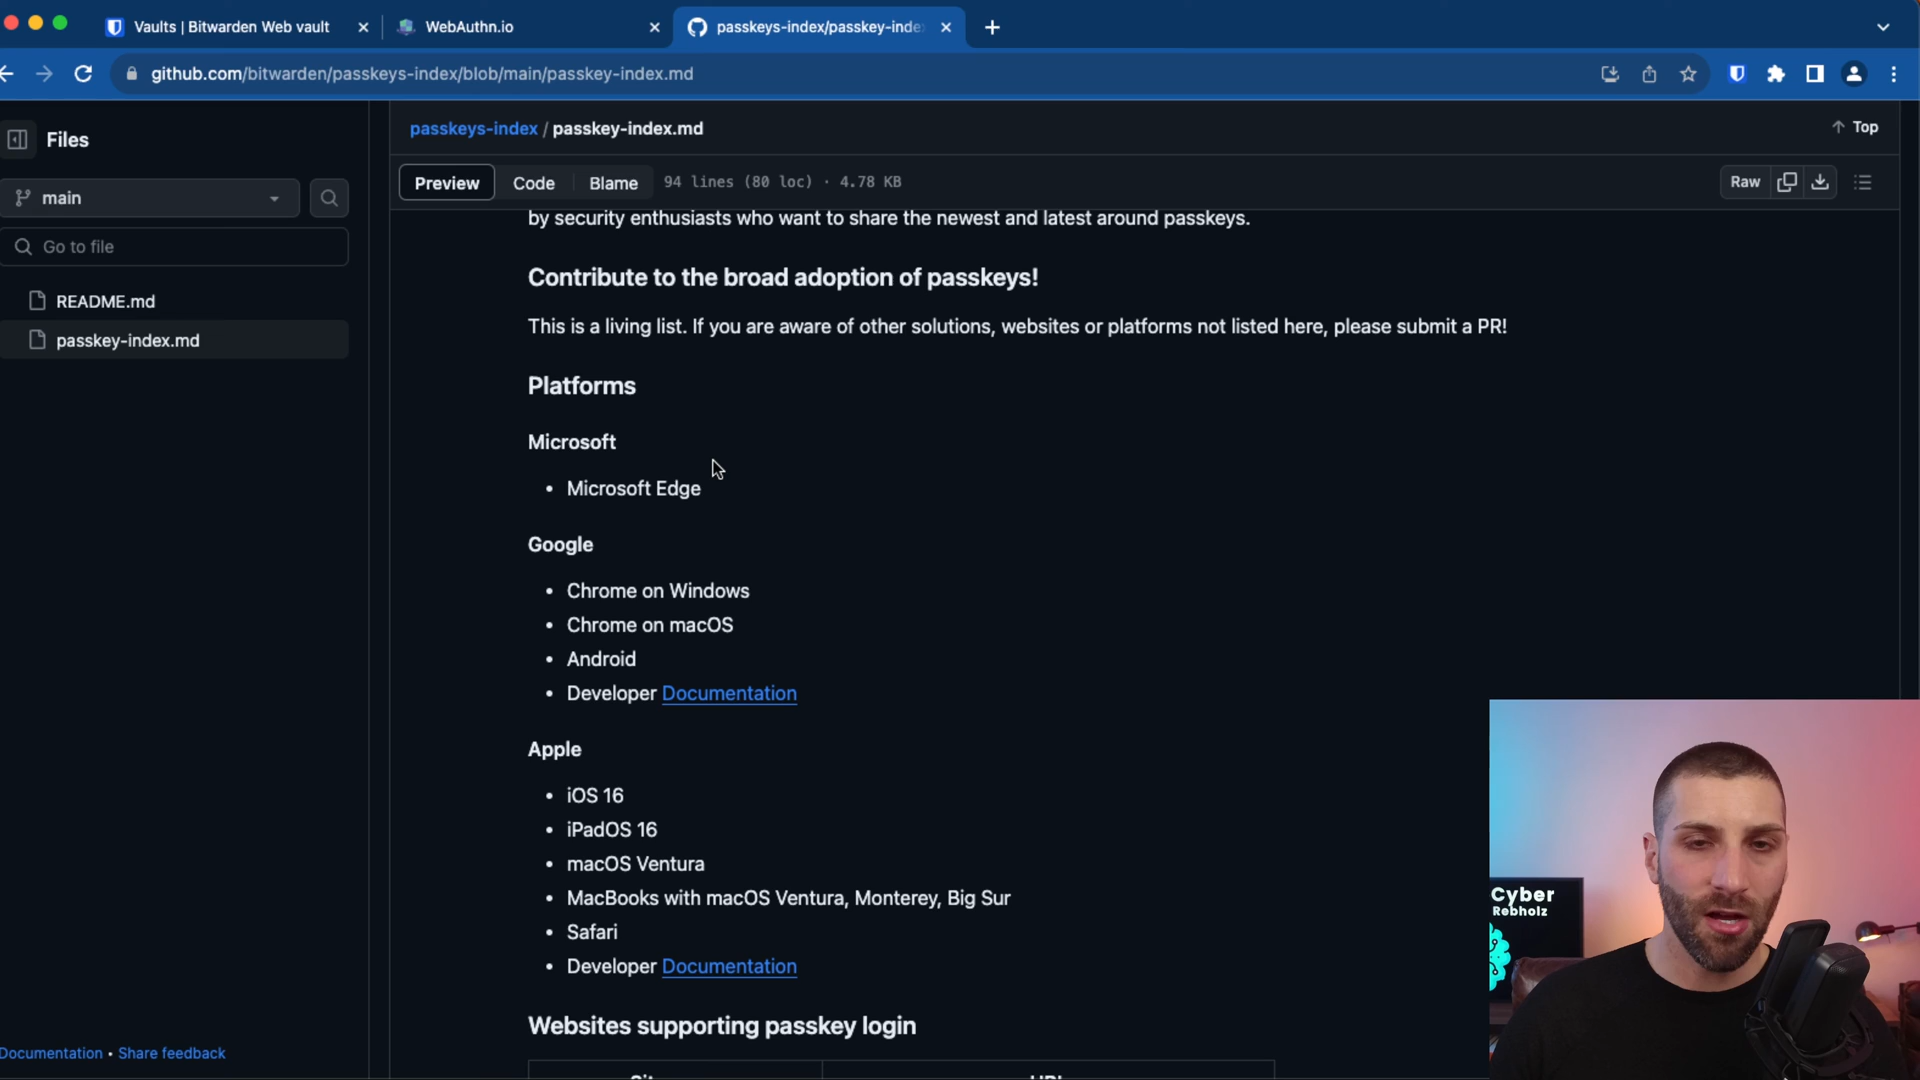 Vaults | Bitwarden Web vault
WebAuthn.io
passkeys-index/passkey-inde
github.com/bitwarden/passkeys-index/blob/main/passkey-index.md
Files
passkeys-index / passkey-index.md
Top
main
Preview
Code
Blame
94 lines (80 loc) · 4.78 KB
Raw
Go to file
README.md
passkey-index.md
by security enthusiasts who want to share the newest and latest around passkeys.
Contribute to the broad adoption of passkeys!
This is a living list. If you are aware of other solutions, websites or platforms not listed here, please submit a PR!
Platforms
Microsoft
• Microsoft Edge
Google
• Chrome on Windows
• Chrome on macOS
• Android
• Developer Documentation
Apple
• iOS 16
• iPadOS 16
• macOS Ventura
• MacBooks with macOS Ventura, Monterey, Big Sur
• Safari
• Developer Documentation
Websites supporting passkey login
Documentation • Share feedback
Cyber
Rebholz